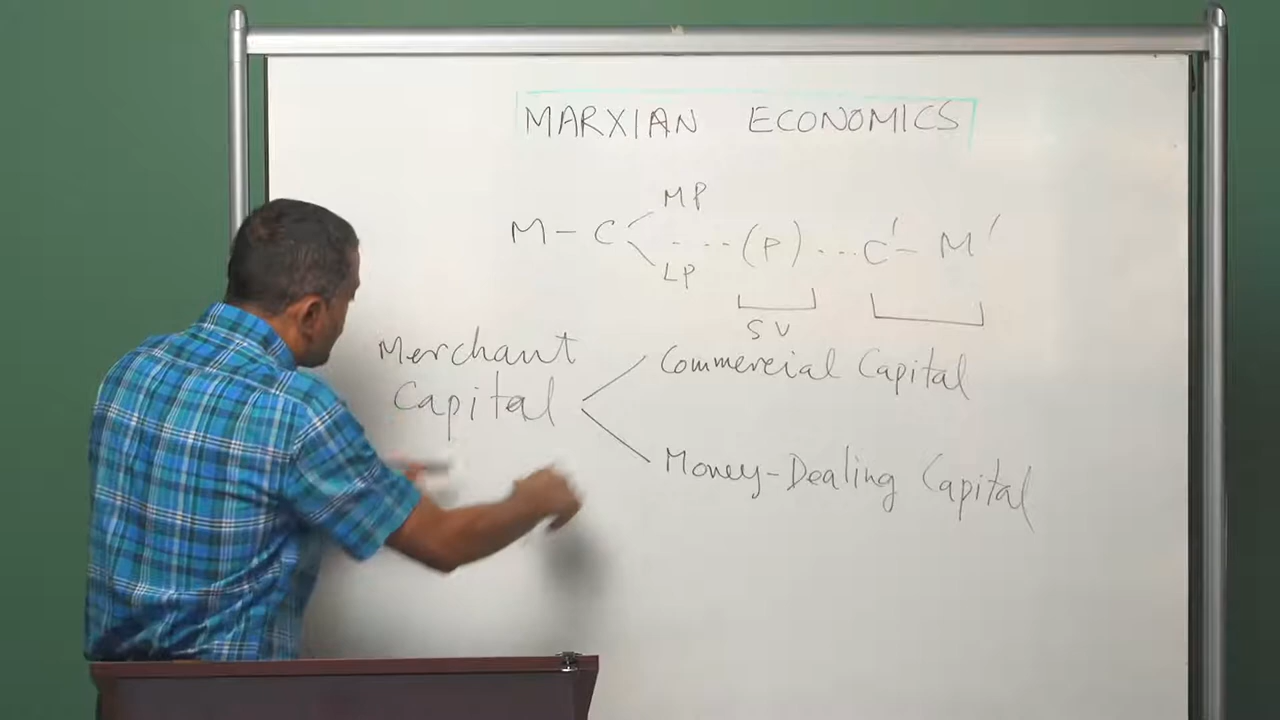 MARXIAN ECONOMICS
MP
M - C < - - - (P) ... C' - M'
LP
SV
Merchant Capital
Commercial Capital
Money-Dealing Capital